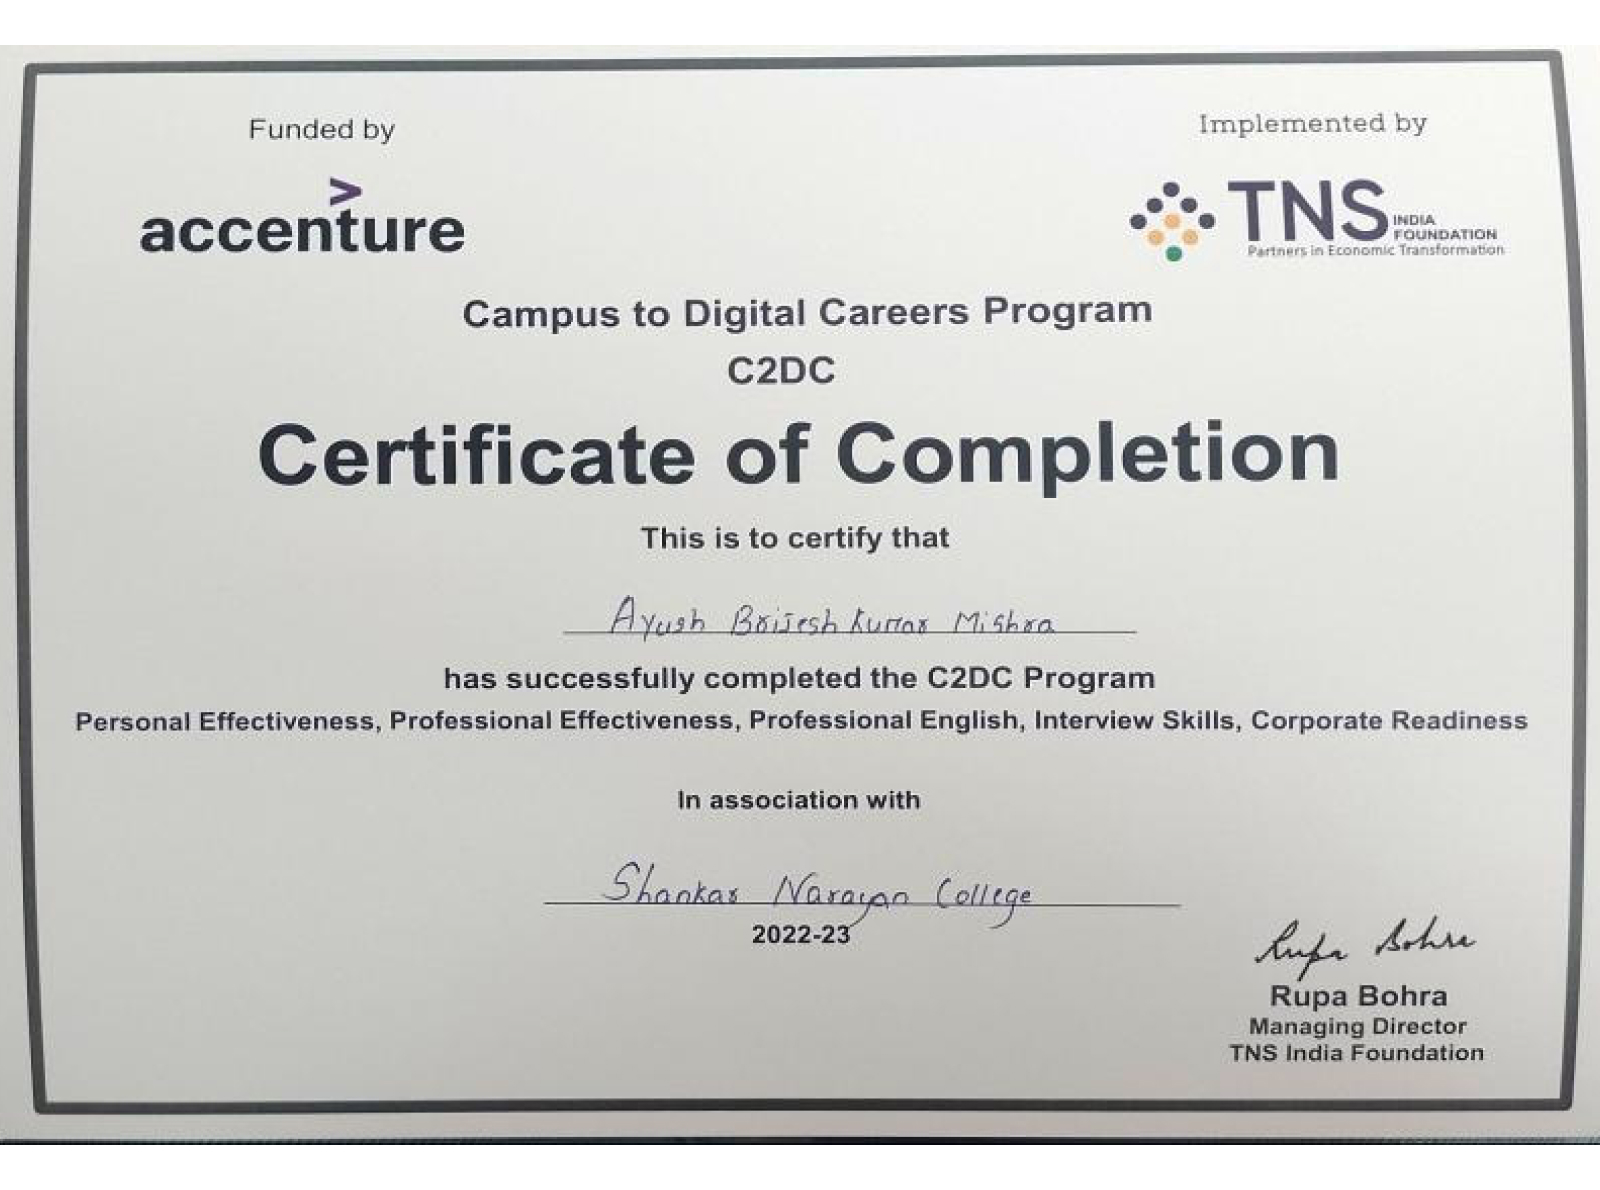 Funded by
accenture
Implemented by
TNS INDIA
FOUNDATION
Partners in Economic Transformation
Campus to Digital Careers Program
C2DC
Certificate of Completion
This is to certify that
Ayush Brijesh Kumar Mishra
has successfully completed the C2DC Program
Personal Effectiveness, Professional Effectiveness, Professional English, Interview Skills, Corporate Readiness
In association with
Shankar Narayan College
2022-23
Rupa Bohra
Rupa Bohra
Managing Director
TNS India Foundation